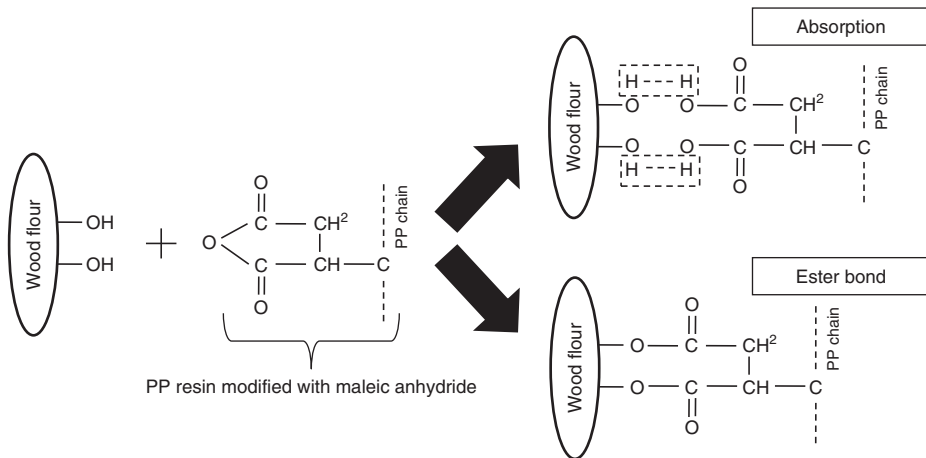 Absorption
O
H H
Wood flour
O O C CH²
PP chain
O O C CH C
H H
O
Wood flour
OH
OH
+
O
O
C CH²
C CH C
O
PP chain
PP resin modified with maleic anhydride
Ester bond
Wood flour
O
O C CH²
O C CH C
O
PP chain